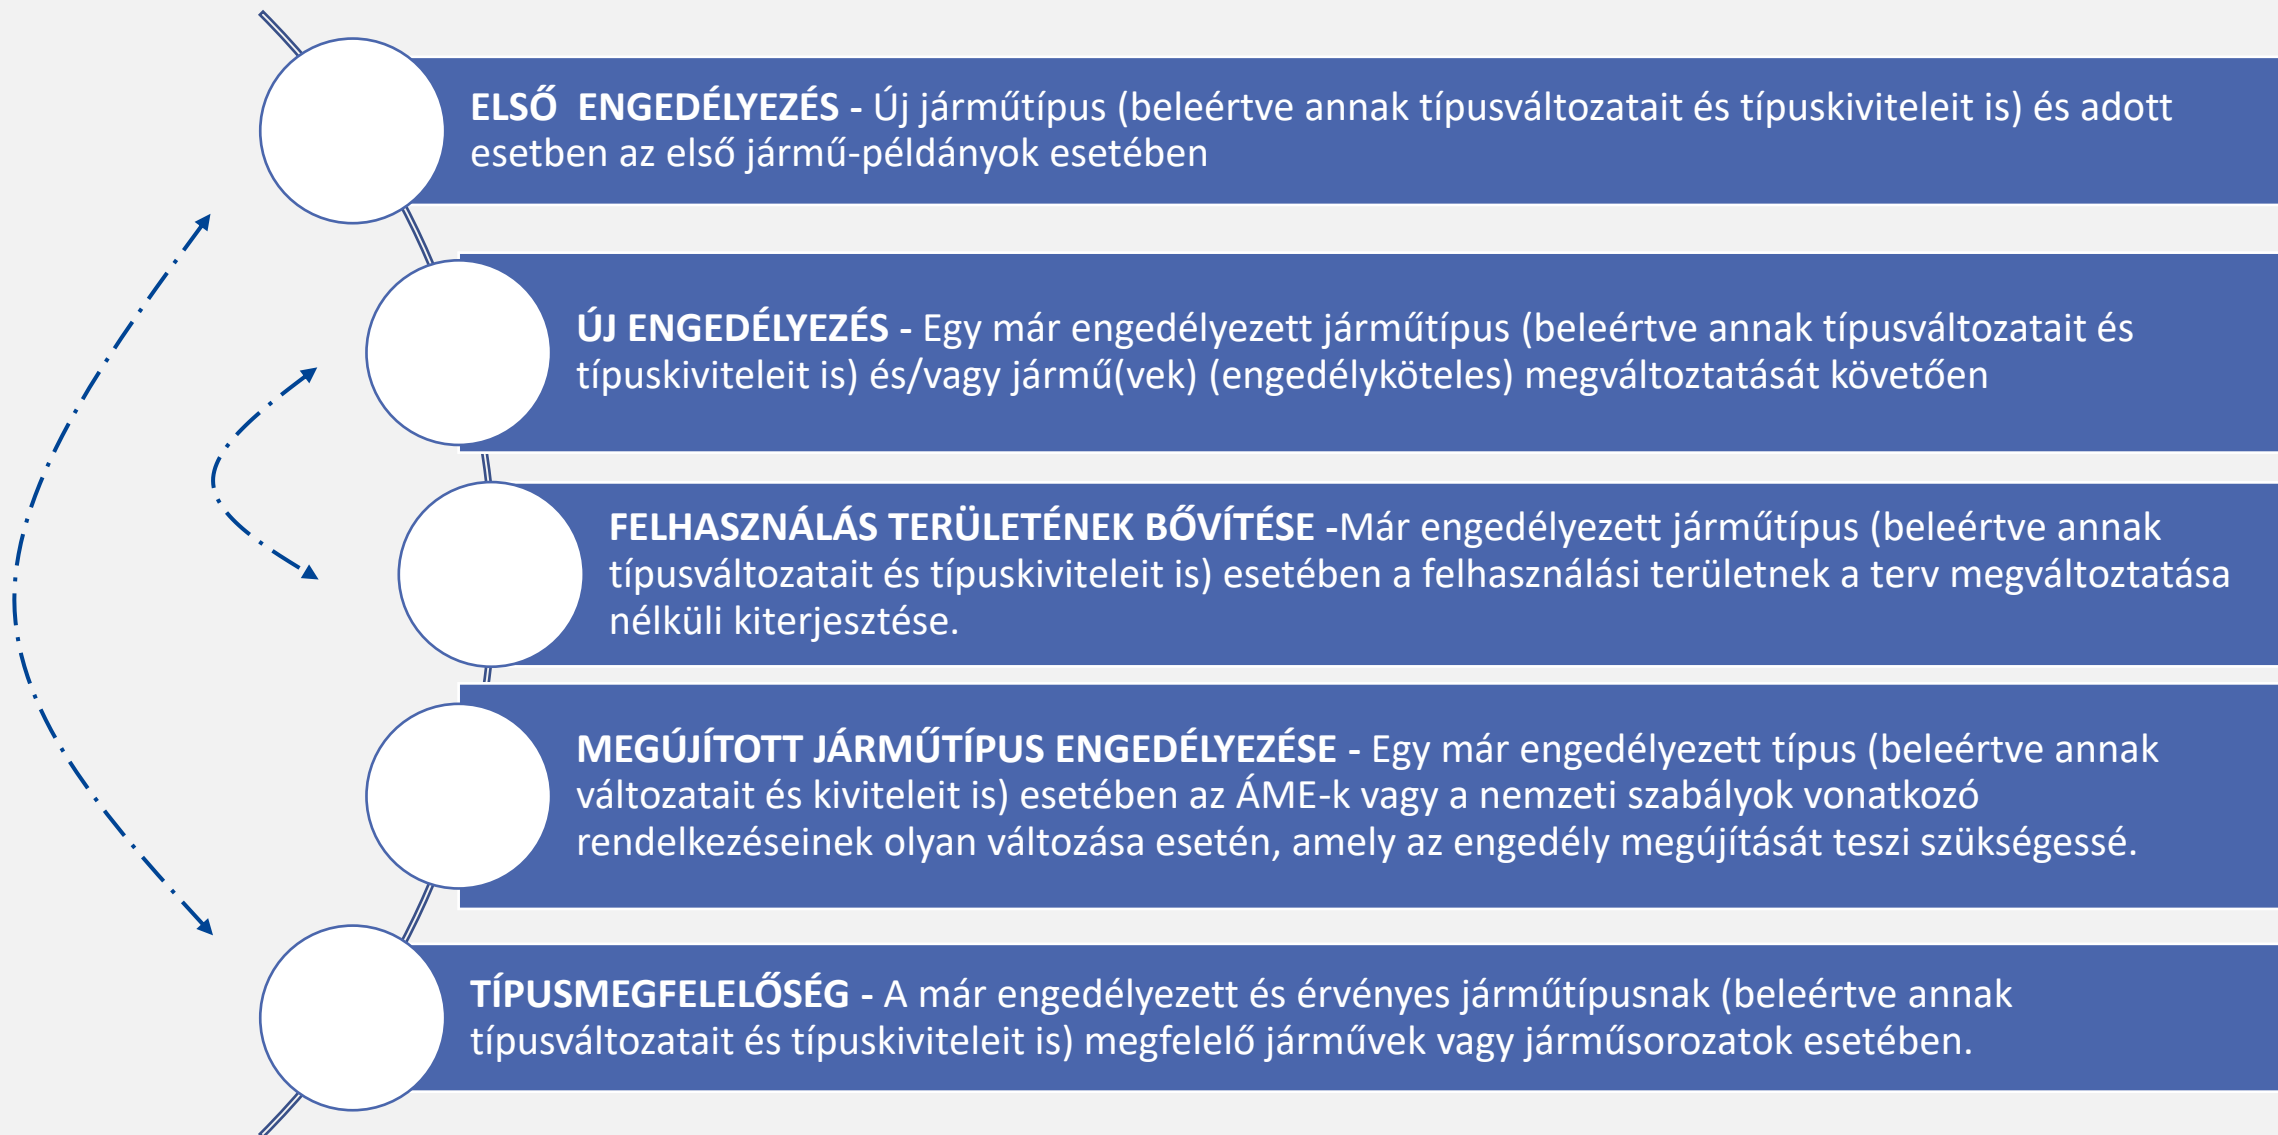 ELSŐ  ENGEDÉLYEZÉS - Új járműtípus (beleértve annak típusváltozatait és típuskiviteleit is) és adott
esetben az első jármű-példányok esetében
ÚJ ENGEDÉLYEZÉS - Egy már engedélyezett járműtípus (beleértve annak típusváltozatait és
típuskiviteleit is) és/vagy jármű(vek) (engedélyköteles) megváltoztatását követően
FELHASZNÁLÁS TERÜLETÉNEK BŐVÍTÉSE -Már engedélyezett járműtípus (beleértve annak
típusváltozatait és típuskiviteleit is) esetében a felhasználási területnek a terv megváltoztatása
nélküli kiterjesztése.
MEGÚJÍTOTT JÁRMŰTÍPUS ENGEDÉLYEZÉSE - Egy már engedélyezett típus (beleértve annak
változatait és kiviteleit is) esetében az ÁME-k vagy a nemzeti szabályok vonatkozó
rendelkezéseinek olyan változása esetén, amely az engedély megújítását teszi szükségessé.
TÍPUSMEGFELELŐSÉG - A már engedélyezett és érvényes járműtípusnak (beleértve annak
típusváltozatait és típuskiviteleit is) megfelelő járművek vagy járműsorozatok esetében.